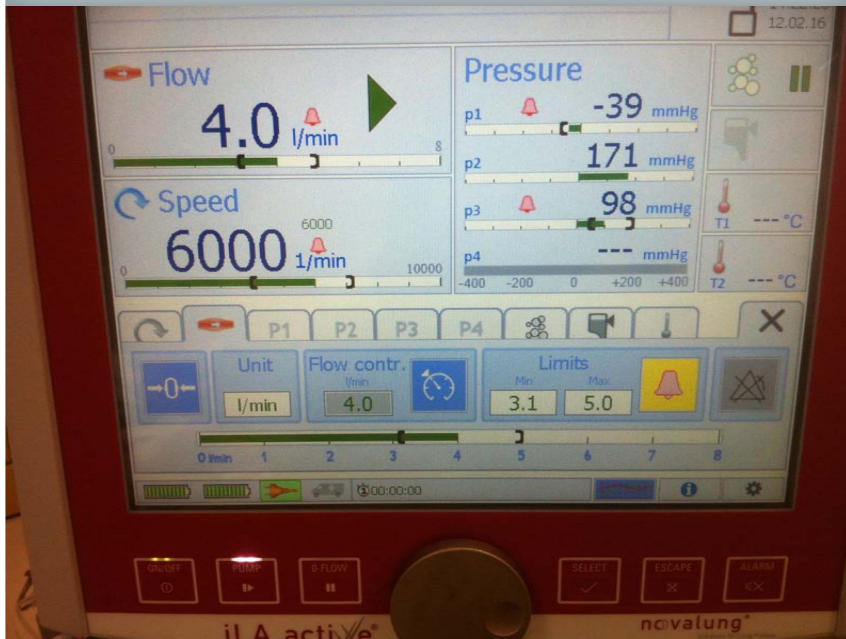 12.02.16
Flow
4.0 l/min
0 8
Speed
6000
6000 1/min
0 10000
Pressure
p1 -39 mmHg
p2 171 mmHg
p3 98 mmHg
p4 --- mmHg
-400 -200 0 +200 +400
T1 --- °C
T2 --- °C
P1 P2 P3 P4
Unit
l/min
Flow contr.
l/min
4.0
Limits
Min Max
3.1 5.0
→0←
0 l/min 1 2 3 4 5 6 7 8
00:00:00
ON/OFF
PUMP
0-FLOW
SELECT
ESCAPE
ALARM
iLA active®
novalung®